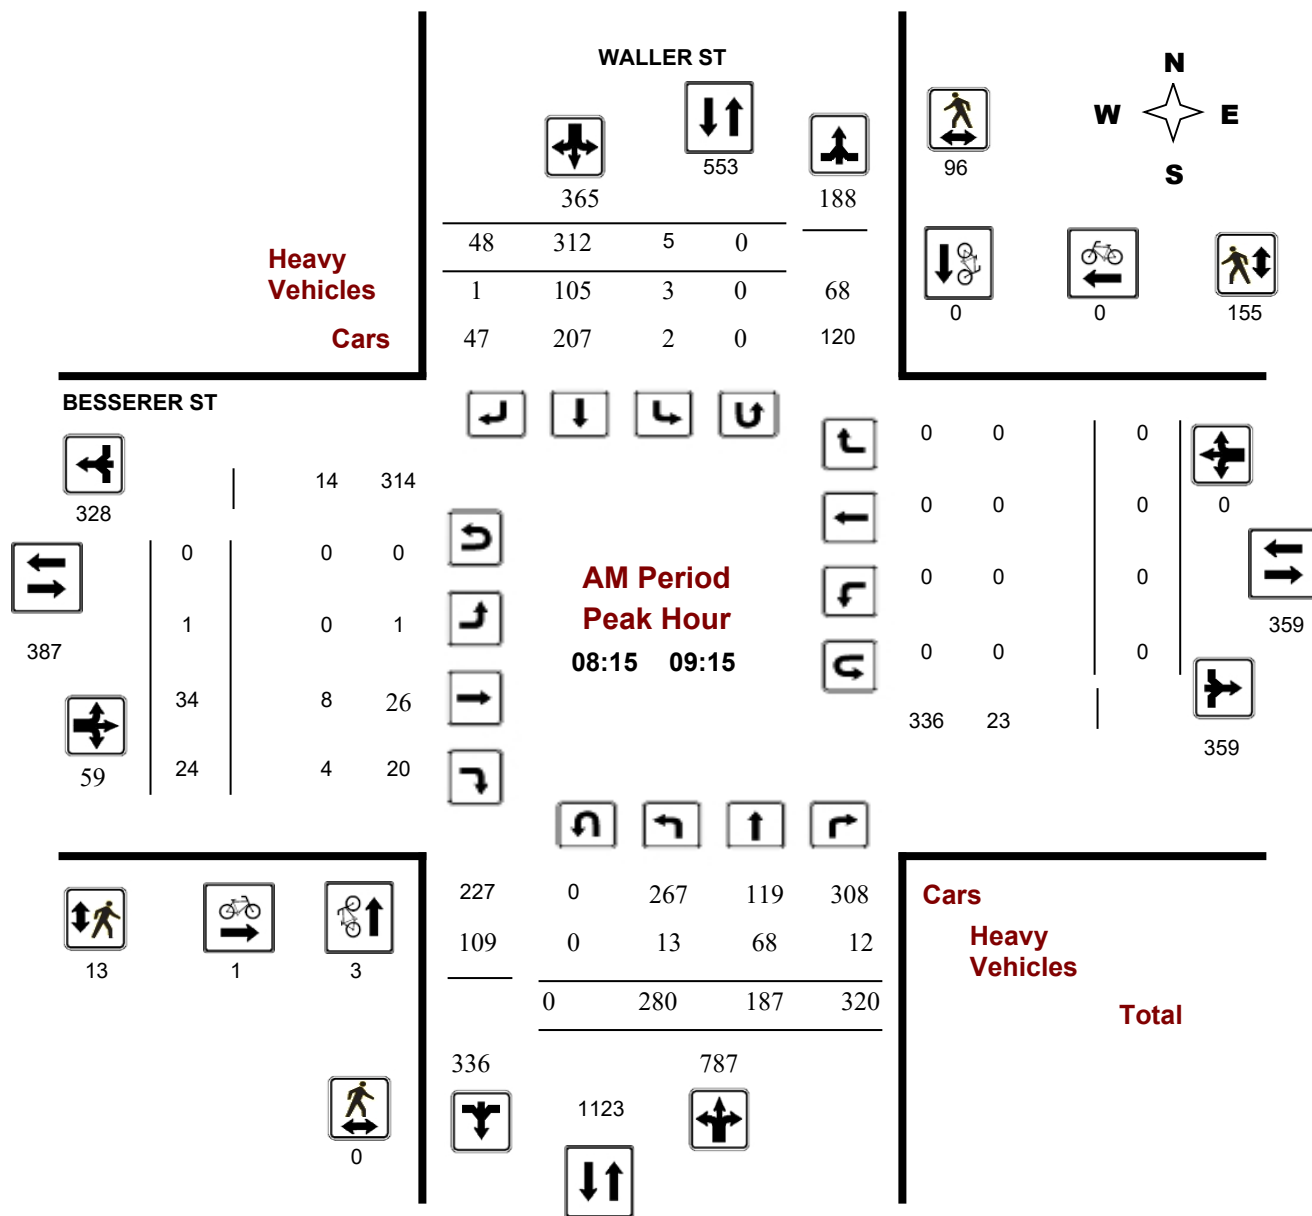 WALLER ST
N
W E
S
553
96
365 188
48 312 5 0
Heavy
Vehicles
1 105 3 0 68
0 0 155
Cars
47 207 2 0 120
BESSERER ST
0 0 0
14 314
328
0 0 0 0
0 0 0
AM Period
0 0 0
Peak Hour
1 0 1
359
387
08:15 09:15
0 0 0
34 8 26
336 23
359
59
24 4 20
227 0 267 119 308
Cars
109 0 13 68 12
Heavy
Vehicles
13 1 3
0 280 187 320
Total
336 787
1123
0